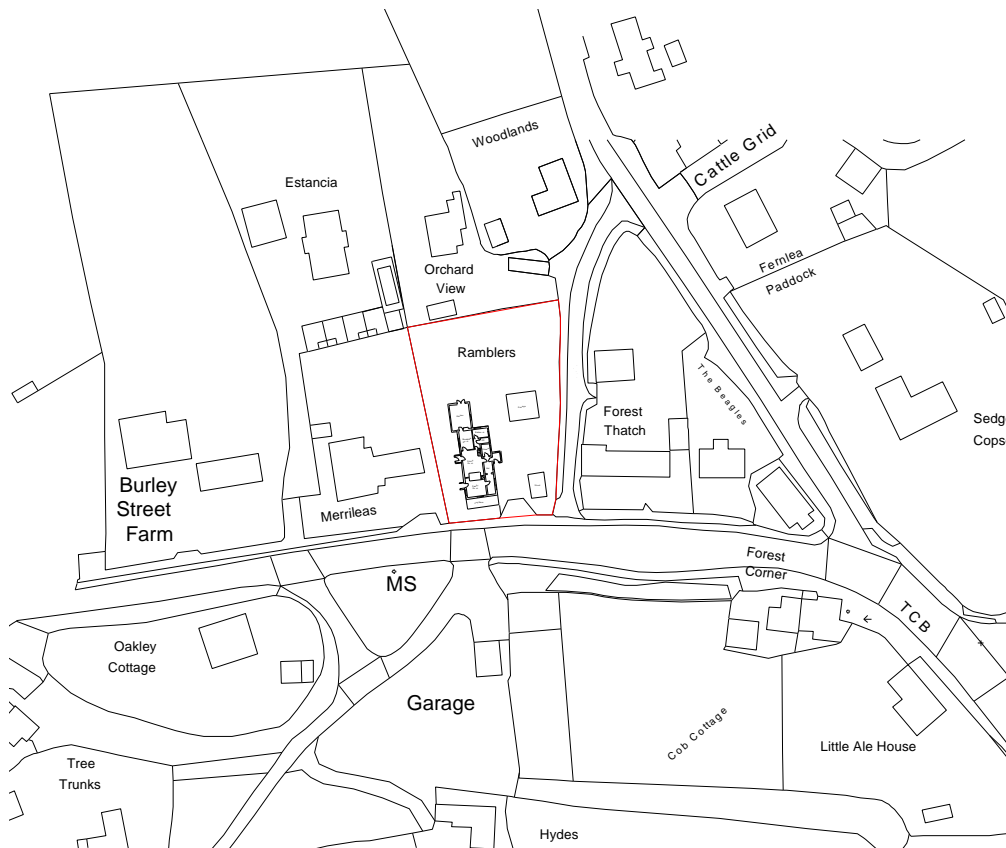 Woodlands
Cattle Grid
Estancia
Fernlea
Paddock
Orchard
View
Ramblers
The Beagles
Forest
Thatch
Sedg
Cops
Burley
Street
Farm
Merrileas
Forest
Corner
MS
TCB
Oakley
Cottage
Garage
Cob Cottage
Little Ale House
Tree
Trunks
Hydes